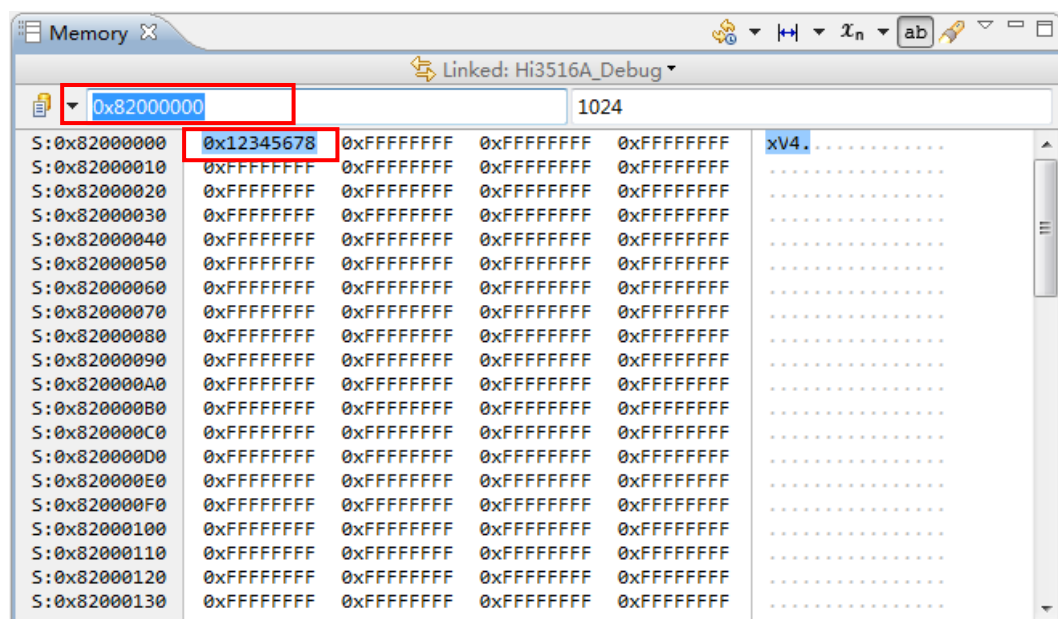 Memory
xₙ ab
Linked: Hi3516A_Debug
0x82000000 1024
S:0x82000000 0x12345678 0xFFFFFFFF 0xFFFFFFFF 0xFFFFFFFF xV4.............
S:0x82000010 0xFFFFFFFF 0xFFFFFFFF 0xFFFFFFFF 0xFFFFFFFF ................
S:0x82000020 0xFFFFFFFF 0xFFFFFFFF 0xFFFFFFFF 0xFFFFFFFF ................
S:0x82000030 0xFFFFFFFF 0xFFFFFFFF 0xFFFFFFFF 0xFFFFFFFF ................
S:0x82000040 0xFFFFFFFF 0xFFFFFFFF 0xFFFFFFFF 0xFFFFFFFF ................
S:0x82000050 0xFFFFFFFF 0xFFFFFFFF 0xFFFFFFFF 0xFFFFFFFF ................
S:0x82000060 0xFFFFFFFF 0xFFFFFFFF 0xFFFFFFFF 0xFFFFFFFF ................
S:0x82000070 0xFFFFFFFF 0xFFFFFFFF 0xFFFFFFFF 0xFFFFFFFF ................
S:0x82000080 0xFFFFFFFF 0xFFFFFFFF 0xFFFFFFFF 0xFFFFFFFF ................
S:0x82000090 0xFFFFFFFF 0xFFFFFFFF 0xFFFFFFFF 0xFFFFFFFF ................
S:0x820000A0 0xFFFFFFFF 0xFFFFFFFF 0xFFFFFFFF 0xFFFFFFFF ................
S:0x820000B0 0xFFFFFFFF 0xFFFFFFFF 0xFFFFFFFF 0xFFFFFFFF ................
S:0x820000C0 0xFFFFFFFF 0xFFFFFFFF 0xFFFFFFFF 0xFFFFFFFF ................
S:0x820000D0 0xFFFFFFFF 0xFFFFFFFF 0xFFFFFFFF 0xFFFFFFFF ................
S:0x820000E0 0xFFFFFFFF 0xFFFFFFFF 0xFFFFFFFF 0xFFFFFFFF ................
S:0x820000F0 0xFFFFFFFF 0xFFFFFFFF 0xFFFFFFFF 0xFFFFFFFF ................
S:0x82000100 0xFFFFFFFF 0xFFFFFFFF 0xFFFFFFFF 0xFFFFFFFF ................
S:0x82000110 0xFFFFFFFF 0xFFFFFFFF 0xFFFFFFFF 0xFFFFFFFF ................
S:0x82000120 0xFFFFFFFF 0xFFFFFFFF 0xFFFFFFFF 0xFFFFFFFF ................
S:0x82000130 0xFFFFFFFF 0xFFFFFFFF 0xFFFFFFFF 0xFFFFFFFF ................